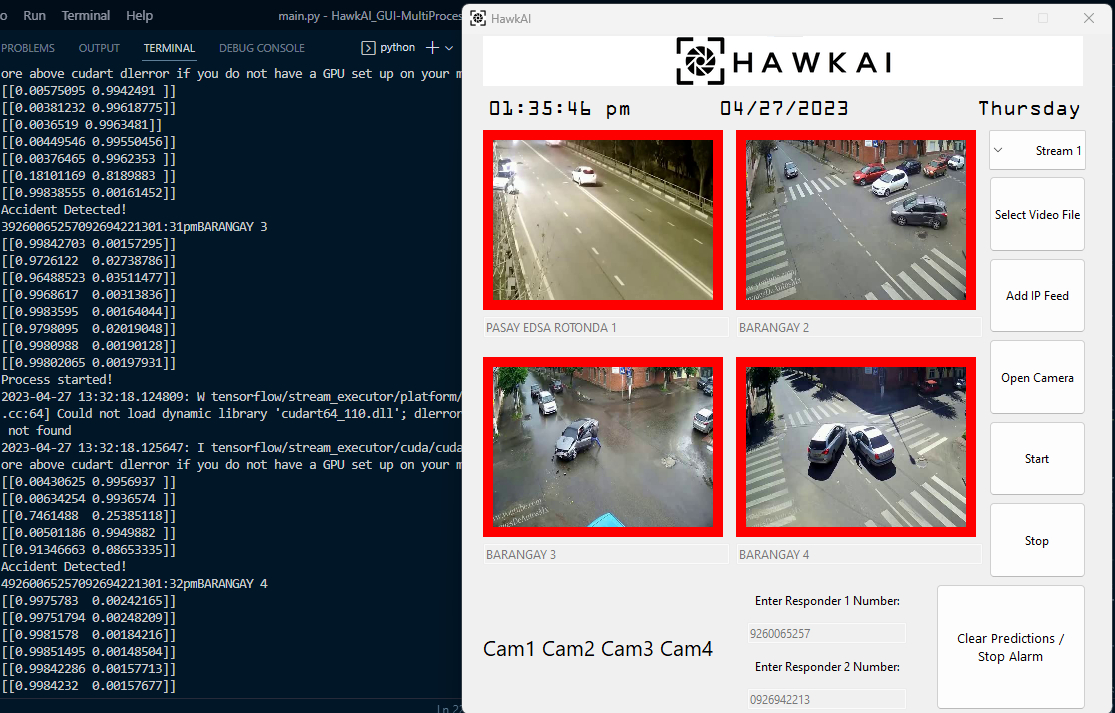 o Run Terminal Help main.py - HawkAI_GUI-MultiProces
PROBLEMS OUTPUT TERMINAL DEBUG CONSOLE python
ore above cudart dlerror if you do not have a GPU set up on your m
[[0.00575095 0.9942491 ]]
[[0.00381232 0.99618775]]
[[0.0036519 0.9963481]]
[[0.00449546 0.99550456]]
[[0.00376465 0.9962353 ]]
[[0.18101169 0.8189883 ]]
[[0.99838555 0.00161452]]
Accident Detected!
3926006525709269422​1301:31pmBARANGAY 3
[[0.99842703 0.00157295]]
[[0.9726122  0.02738786]]
[[0.96488523 0.03511477]]
[[0.9968617  0.00313836]]
[[0.9983595  0.00164044]]
[[0.9798095  0.02019048]]
[[0.9980988  0.00190128]]
[[0.99802065 0.00197931]]
Process started!
2023-04-27 13:32:18.124809: W tensorflow/stream_executor/platform/
.cc:64] Could not load dynamic library 'cudart64_110.dll'; dlerror
not found
2023-04-27 13:32:18.125647: I tensorflow/stream_executor/cuda/cuda
ore above cudart dlerror if you do not have a GPU set up on your m
[[0.00430625 0.9956937 ]]
[[0.00634254 0.9936574 ]]
[[0.7461488  0.25385118]]
[[0.00501186 0.9949882 ]]
[[0.91346663 0.08653335]]
Accident Detected!
4926006525709269422​1301:32pmBARANGAY 4
[[0.9975783  0.00242165]]
[[0.99751794 0.00248209]]
[[0.9981578  0.00184216]]
[[0.99851495 0.00148504]]
[[0.99842286 0.00157713]]
[[0.9984232  0.00157677]]
HawkAI
HAWKAI
01:35:46 pm 04/27/2023 Thursday
PASAY EDSA ROTONDA 1
BARANGAY 2
BARANGAY 3
BARANGAY 4
Stream 1
Select Video File
Add IP Feed
Open Camera
Start
Stop
Cam1 Cam2 Cam3 Cam4
Enter Responder 1 Number:
9260065257
Enter Responder 2 Number:
0926942213
Clear Predictions /
Stop Alarm